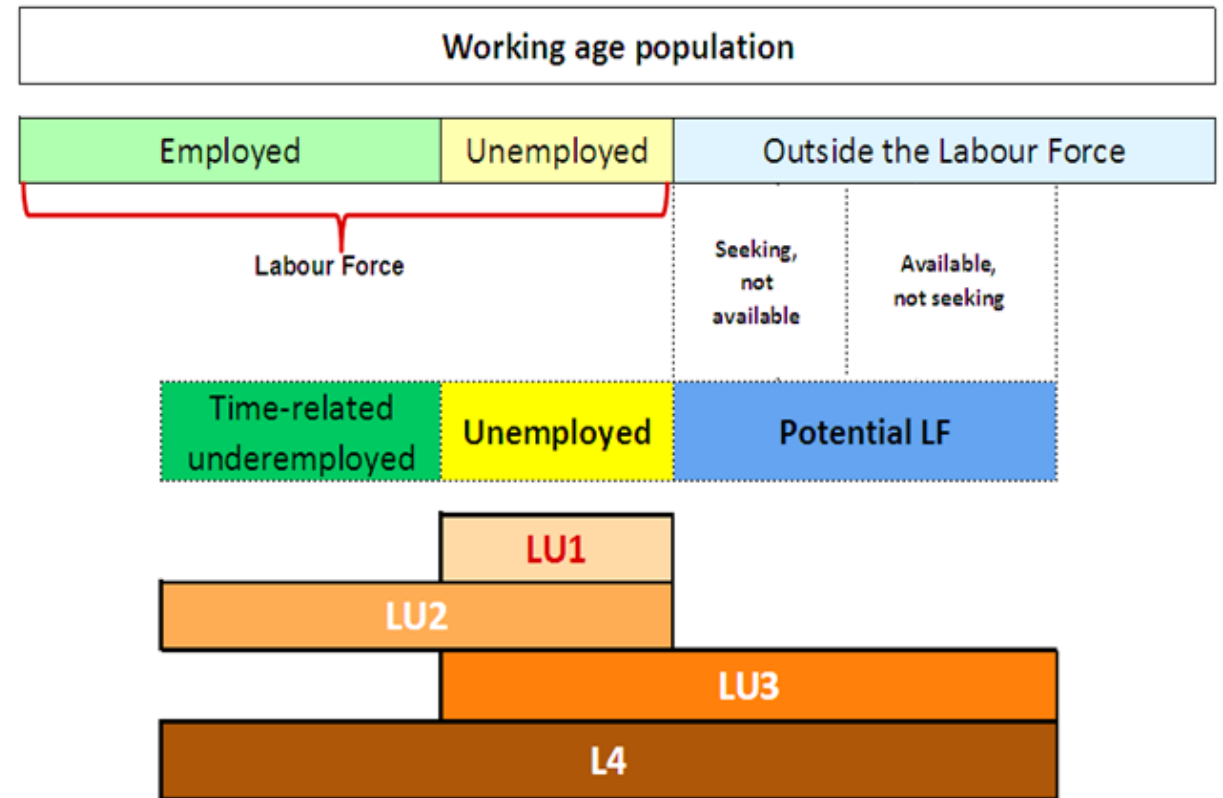 Working age population
Employed
Unemployed
Outside the Labour Force
Labour Force
Seeking,
not
available
Available,
not seeking
Time-related
underemployed
Unemployed
Potential LF
LU1
LU2
LU3
L4